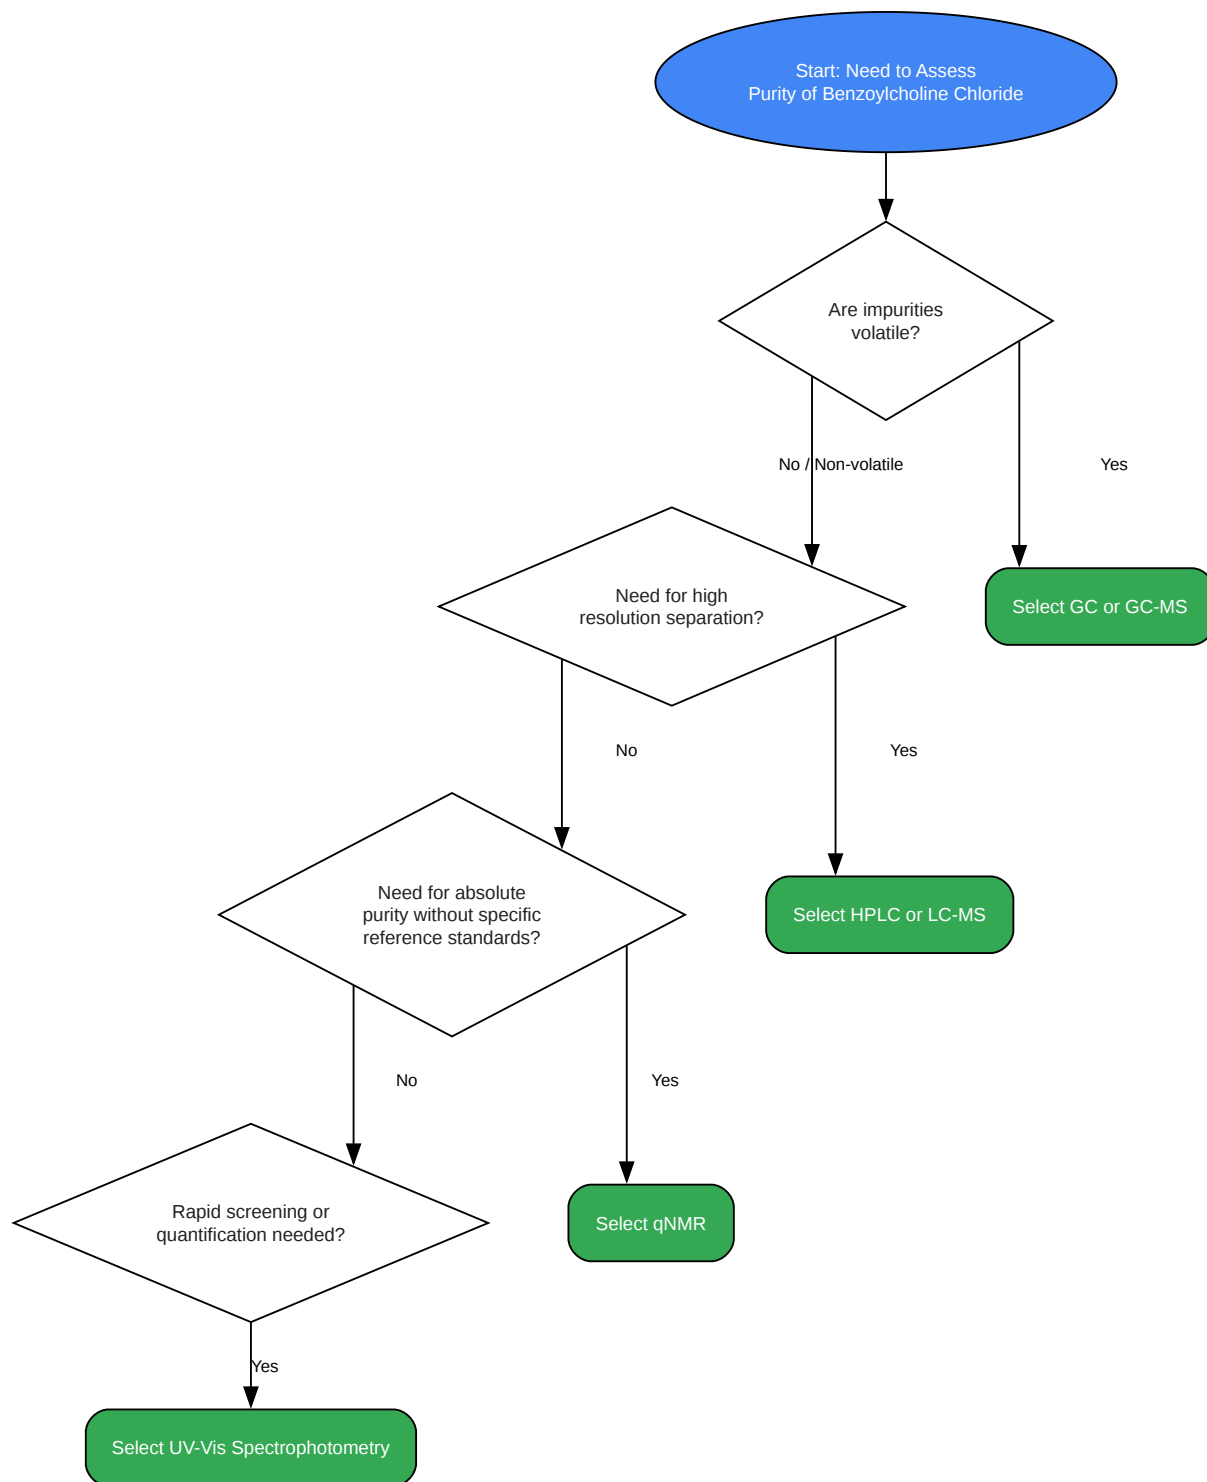 Start: Need to Assess
Purity of Benzoylcholine Chloride
Are impurities
volatile?
No / Non-volatile
Yes
Need for high
resolution separation?
Select GC or GC-MS
No
Yes
Need for absolute
purity without specific
reference standards?
Select HPLC or LC-MS
No
Yes
Rapid screening or
quantification needed?
Select qNMR
Yes
Select UV-Vis Spectrophotometry